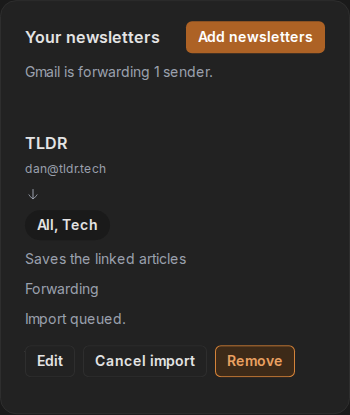 Your newsletters
Add newsletters
Gmail is forwarding 1 sender.
TLDR
dan@tldr.tech
↓
All, Tech
Saves the linked articles
Forwarding
Import queued.
Edit
Cancel import
Remove